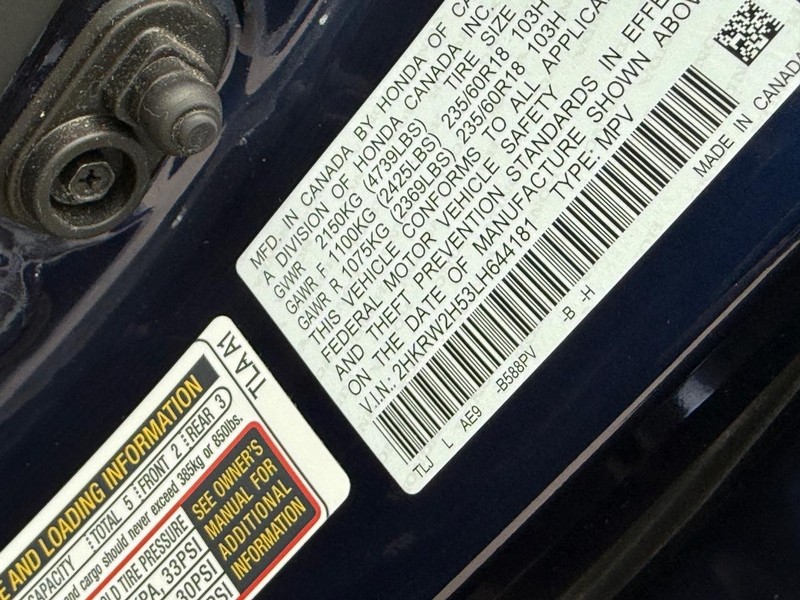 MFD. IN CANADA BY HONDA OF CA
A DIVISION OF HONDA CANADA INC.
GVWR 2150KG (4739LBS) TIRE SIZE
GAWR F 1100KG (2425LBS) 235/60R18 103H
GAWR R 1075KG (2369LBS) 235/60R18 103H
THIS VEHICLE CONFORMS TO ALL APPLICA
FEDERAL MOTOR VEHICLE SAFETY
AND THEFT PREVENTION STANDARDS IN EFFE
ON THE DATE OF MANUFACTURE SHOWN ABOV
V.I.N.: 2HKRW2H53LH644181 TYPE: MPV
TLJ L AE9 -B588PV -B -H
MADE IN CANADA
TLAA1
E AND LOADING INFORMATION
CAPACITY TOTAL 5 FRONT 2 REAR 3
and cargo should never exceed 385kg or 850lbs.
OLD TIRE PRESSURE
PA, 33PSI
30PSI
PSI
SEE OWNER'S
MANUAL FOR
ADDITIONAL
INFORMATION